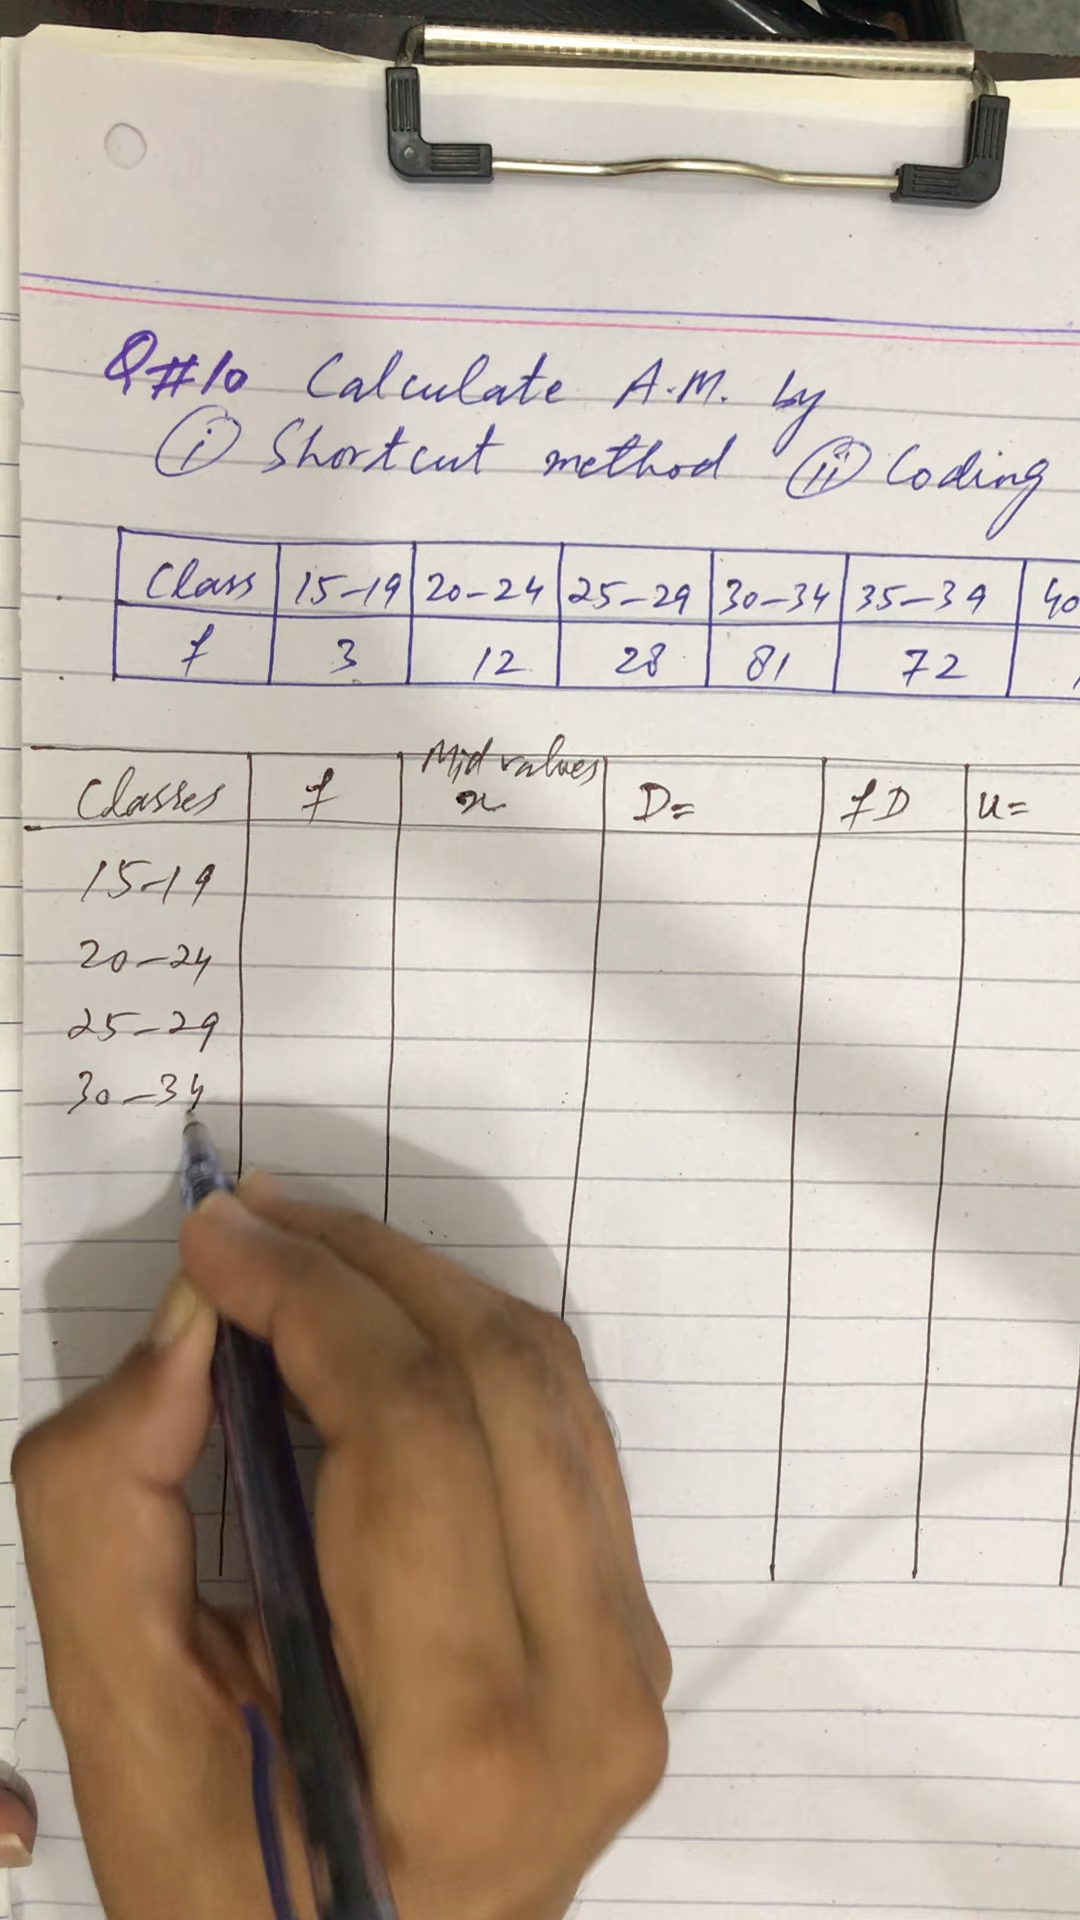 Q#10 Calculate A.M. by
(i) Shortcut method (ii) Coding
Class 15-19 20-24 25-29 30-34 35-39 40
f 3 12 28 81 72
Classes f Mid values x D= fD u=
15-19
20-24
25-29
30-34